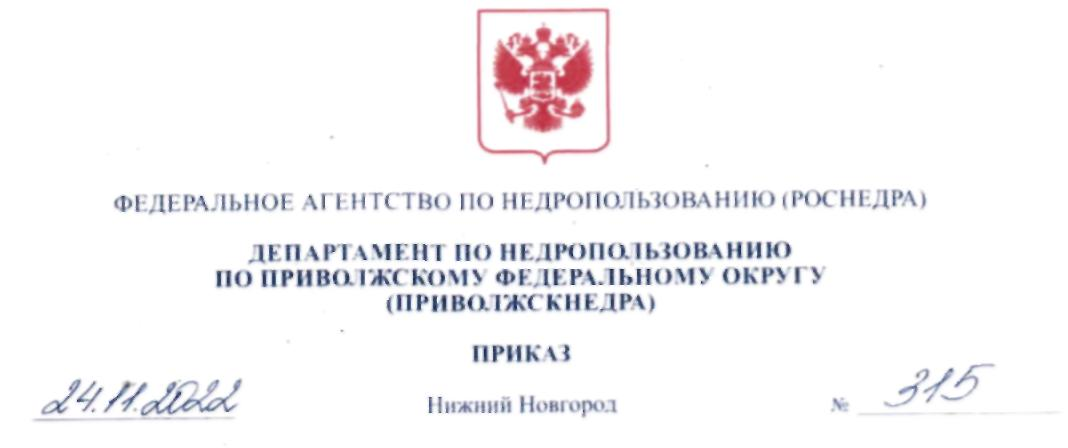 ФЕДЕРАЛЬНОЕ АГЕНТСТВО ПО НЕДРОПОЛЬЗОВАНИЮ (РОСНЕДРА)
ДЕПАРТАМЕНТ ПО НЕДРОПОЛЬЗОВАНИЮ
ПО ПРИВОЛЖСКОМУ ФЕДЕРАЛЬНОМУ ОКРУГУ
(ПРИВОЛЖСКНЕДРА)
ПРИКАЗ
24.11.2022 Нижний Новгород № 315